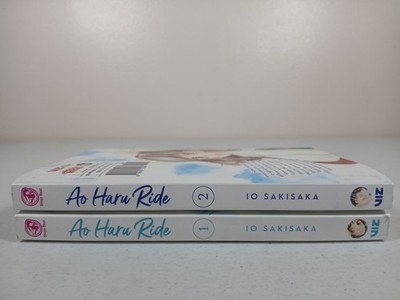 Ao Haru Ride 2 IO SAKISAKA VIZ
Ao Haru Ride 1 IO SAKISAKA VIZ